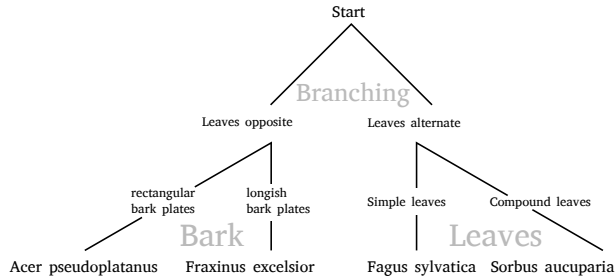 Start
Branching
Leaves opposite
Leaves alternate
rectangular
bark plates
longish
bark plates
Simple leaves
Compound leaves
Bark
Leaves
Acer pseudoplatanus
Fraxinus excelsior
Fagus sylvatica
Sorbus aucuparia